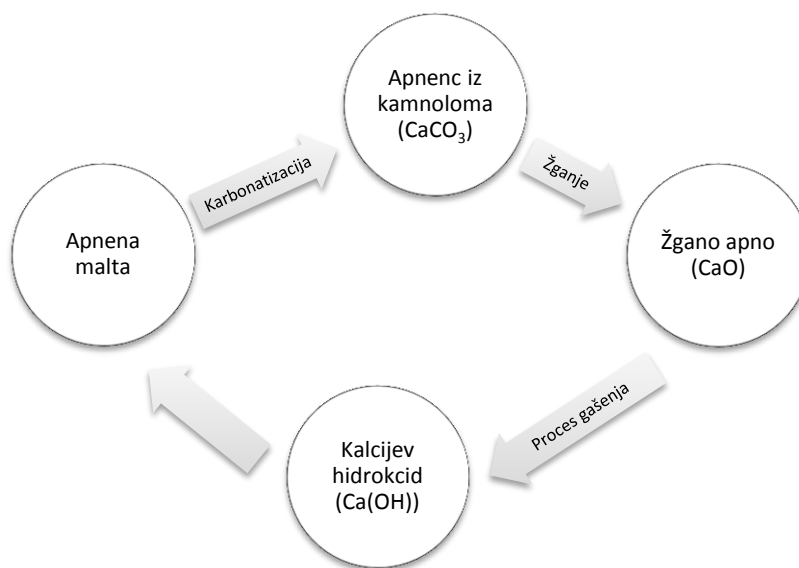 Apnenc iz
kamnoloma
(CaCO₃)
Žganje
Žgano apno
(CaO)
Proces gašenja
Kalcijev
hidrokcid
(Ca(OH))
Apnena
malta
Karbonatizacija